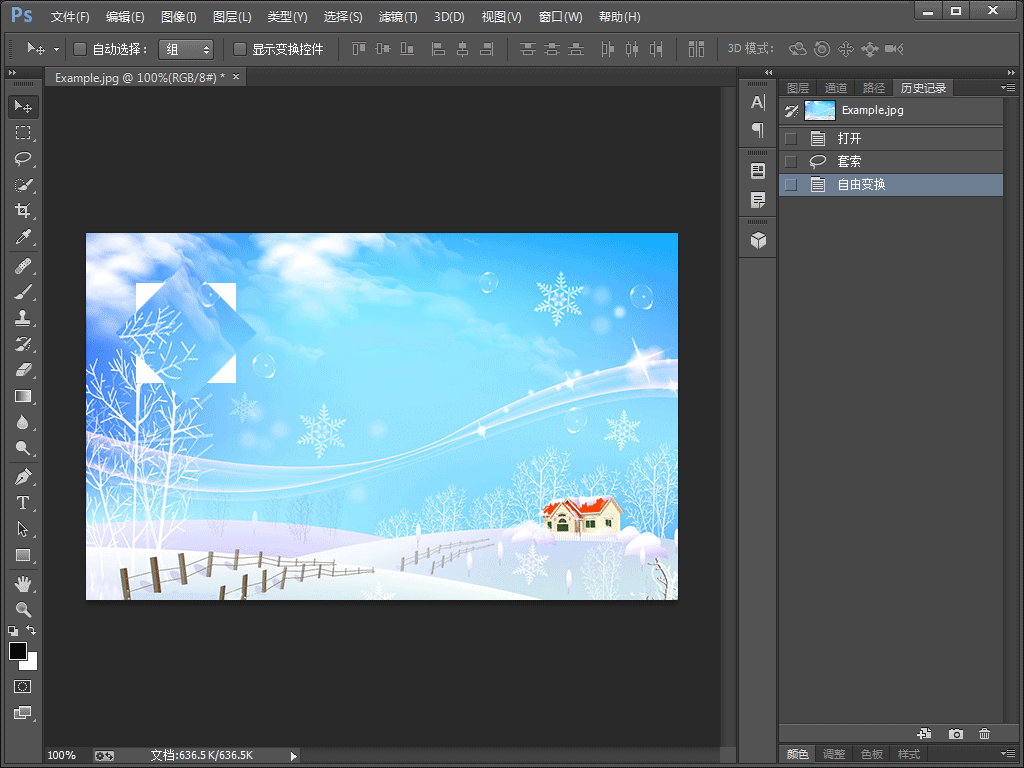 Ps 文件(F) 编辑(E) 图像(I) 图层(L) 类型(Y) 选择(S) 滤镜(T) 3D(D) 视图(V) 窗口(W) 帮助(H)
自动选择： 组 显示变换控件 3D 模式：
Example.jpg @ 100%(RGB/8#) * ×
图层 通道 路径 历史记录
Example.jpg
打开
套索
自由变换
100% 文档:636.5 K/636.5K
颜色 调整 色板 样式